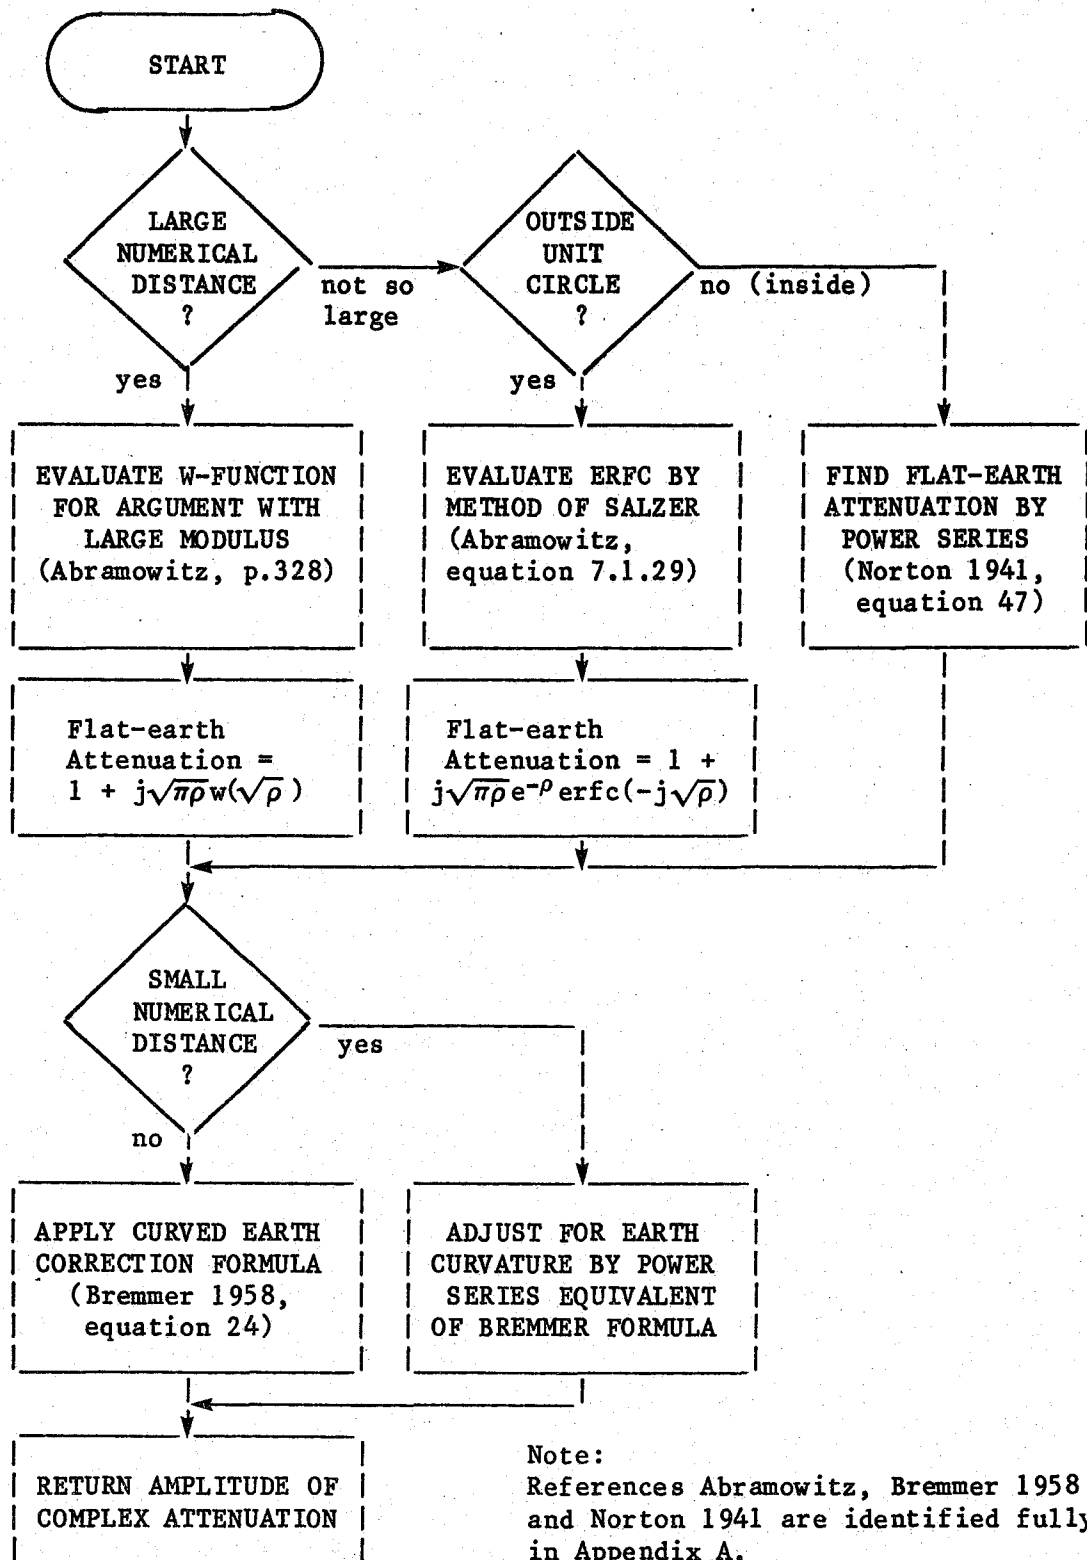 START
LARGE
NUMERICAL
DISTANCE
?
not so
large
yes
OUTSIDE
UNIT
CIRCLE
?
no (inside)
yes
EVALUATE W-FUNCTION
FOR ARGUMENT WITH
LARGE MODULUS
(Abramowitz, p.328)
EVALUATE ERFC BY
METHOD OF SALZER
(Abramowitz,
equation 7.1.29)
FIND FLAT-EARTH
ATTENUATION BY
POWER SERIES
(Norton 1941,
equation 47)
Flat-earth
Attenuation =
1 + j√πρ w(√ρ)
Flat-earth
Attenuation = 1 +
j√πρ e^-ρ erfc(-j√ρ)
SMALL
NUMERICAL
DISTANCE
?
yes
no
APPLY CURVED EARTH
CORRECTION FORMULA
(Bremmer 1958,
equation 24)
ADJUST FOR EARTH
CURVATURE BY POWER
SERIES EQUIVALENT
OF BREMMER FORMULA
RETURN AMPLITUDE OF
COMPLEX ATTENUATION
Note:
References Abramowitz, Bremmer 1958
and Norton 1941 are identified fully
in Appendix A.